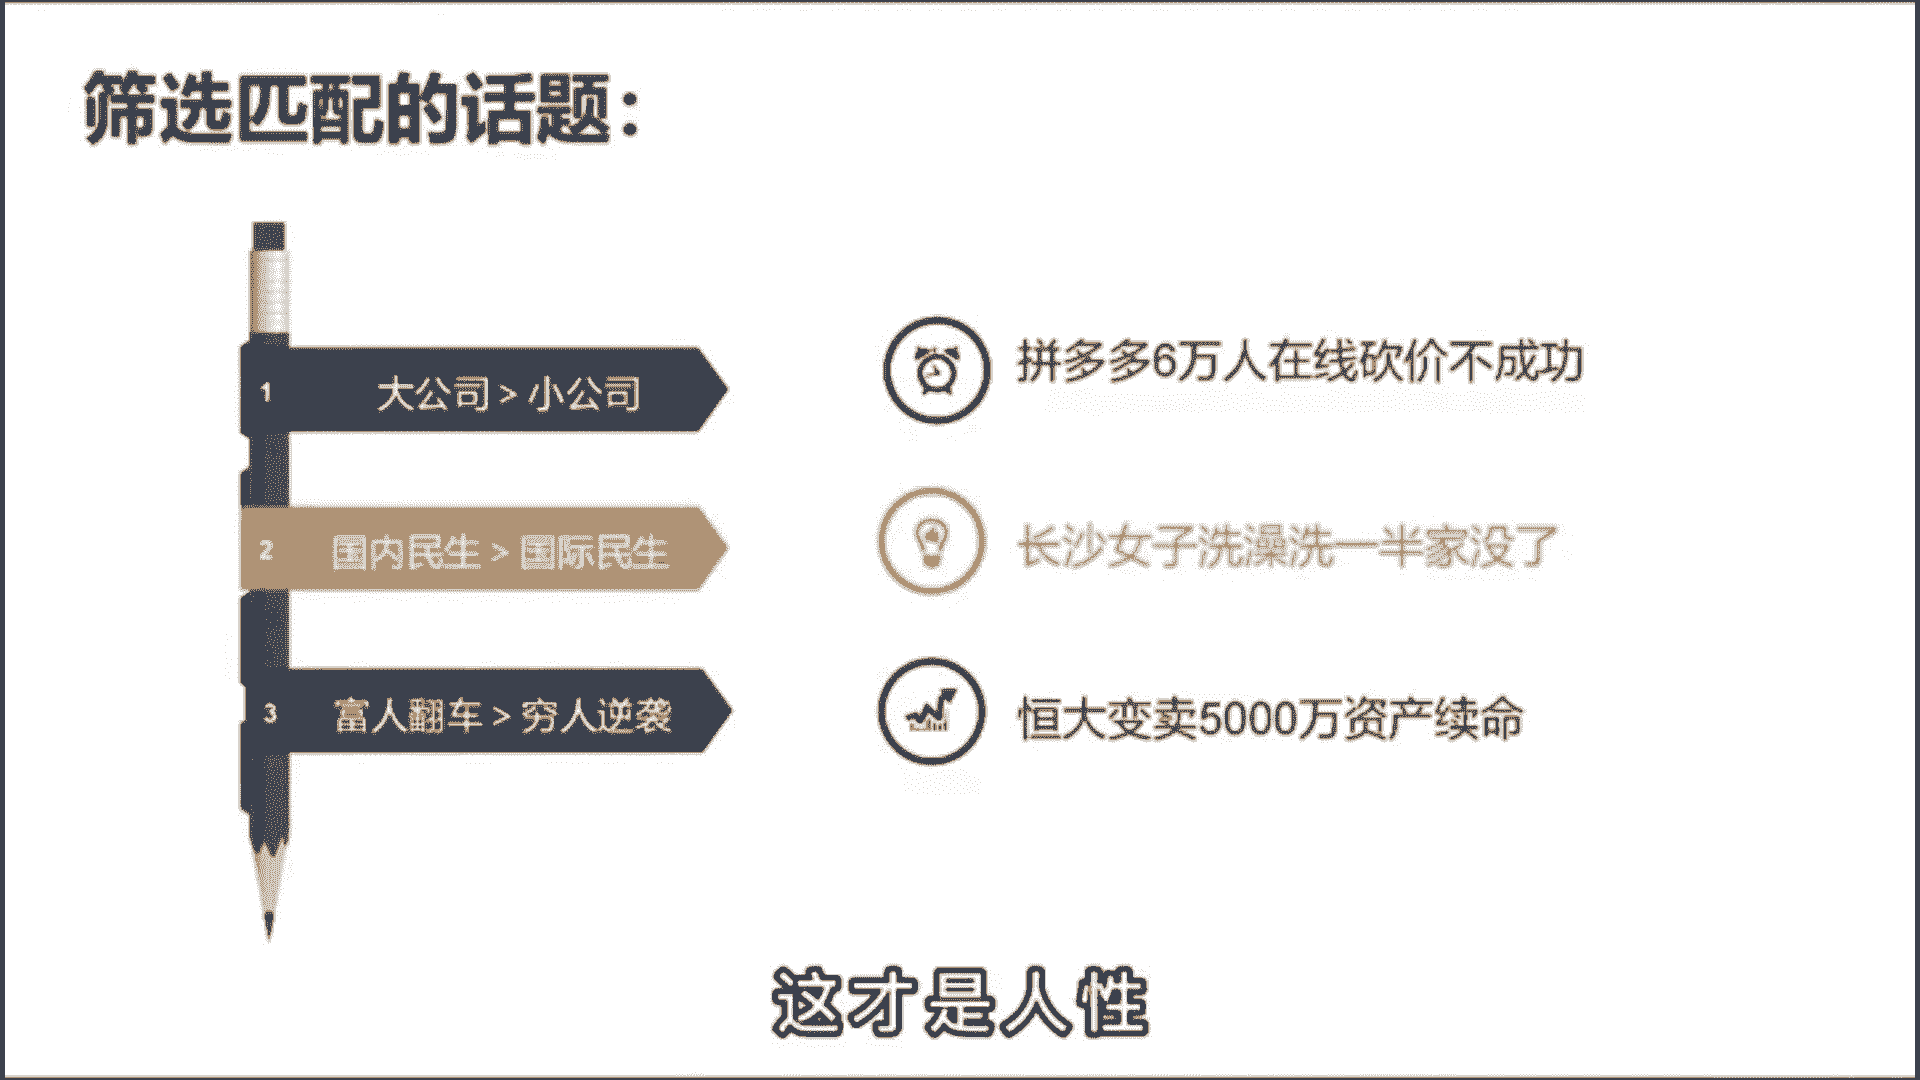 筛选匹配的话题：
1 大公司 > 小公司
拼多多6万人在线砍价不成功
2 国内民生 > 国际民生
长沙女子洗澡洗一半家没了
3 富人翻车 > 穷人逆袭
恒大变卖5000万资产续命
这才是人性